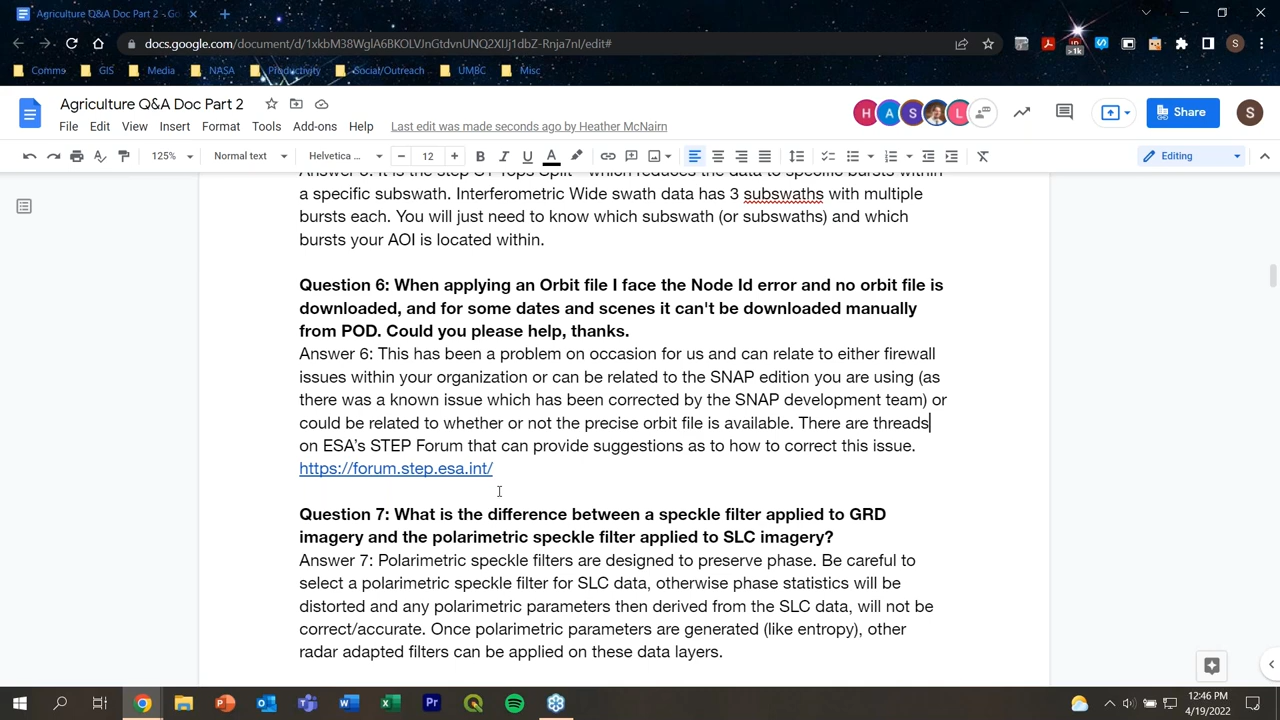 Agriculture Q&A Doc Part 2 - Go
docs.google.com/document/d/1xkbM38WglA6BKOLVJnGtdvnUNQ2XIJj1dbZ-Rnja7nI/edit#
>1k
S
Comms
GIS
Media
NASA
Productivity
Social/Outreach
UMBC
Misc
Agriculture Q&A Doc Part 2
H A S L
Share
S
File Edit View Insert Format Tools Add-ons Help Last edit was made seconds ago by Heather McNairn
125% Normal text Helvetica ... 12 B I U A Editing
a specific subswath. Interferometric Wide swath data has 3 subswaths with multiple
bursts each. You will just need to know which subswath (or subswaths) and which
bursts your AOI is located within.
Question 6: When applying an Orbit file I face the Node Id error and no orbit file is
downloaded, and for some dates and scenes it can't be downloaded manually
from POD. Could you please help, thanks.
Answer 6: This has been a problem on occasion for us and can relate to either firewall
issues within your organization or can be related to the SNAP edition you are using (as
there was a known issue which has been corrected by the SNAP development team) or
could be related to whether or not the precise orbit file is available. There are threads
on ESA’s STEP Forum that can provide suggestions as to how to correct this issue.
https://forum.step.esa.int/
Question 7: What is the difference between a speckle filter applied to GRD
imagery and the polarimetric speckle filter applied to SLC imagery?
Answer 7: Polarimetric speckle filters are designed to preserve phase. Be careful to
select a polarimetric speckle filter for SLC data, otherwise phase statistics will be
distorted and any polarimetric parameters then derived from the SLC data, will not be
correct/accurate. Once polarimetric parameters are generated (like entropy), other
radar adapted filters can be applied on these data layers.
12:46 PM
4/19/2022